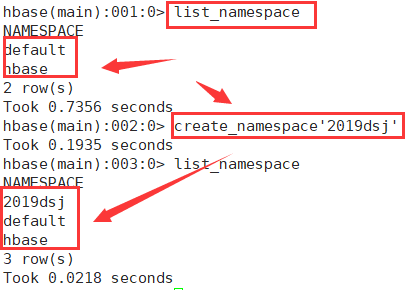 hbase(main):001:0> list_namespace
NAMESPACE
default
hbase
2 row(s)
Took 0.7356 seconds
hbase(main):002:0> create_namespace'2019dsj'
Took 0.1935 seconds
hbase(main):003:0> list_namespace
NAMESPACE
2019dsj
default
hbase
3 row(s)
Took 0.0218 seconds